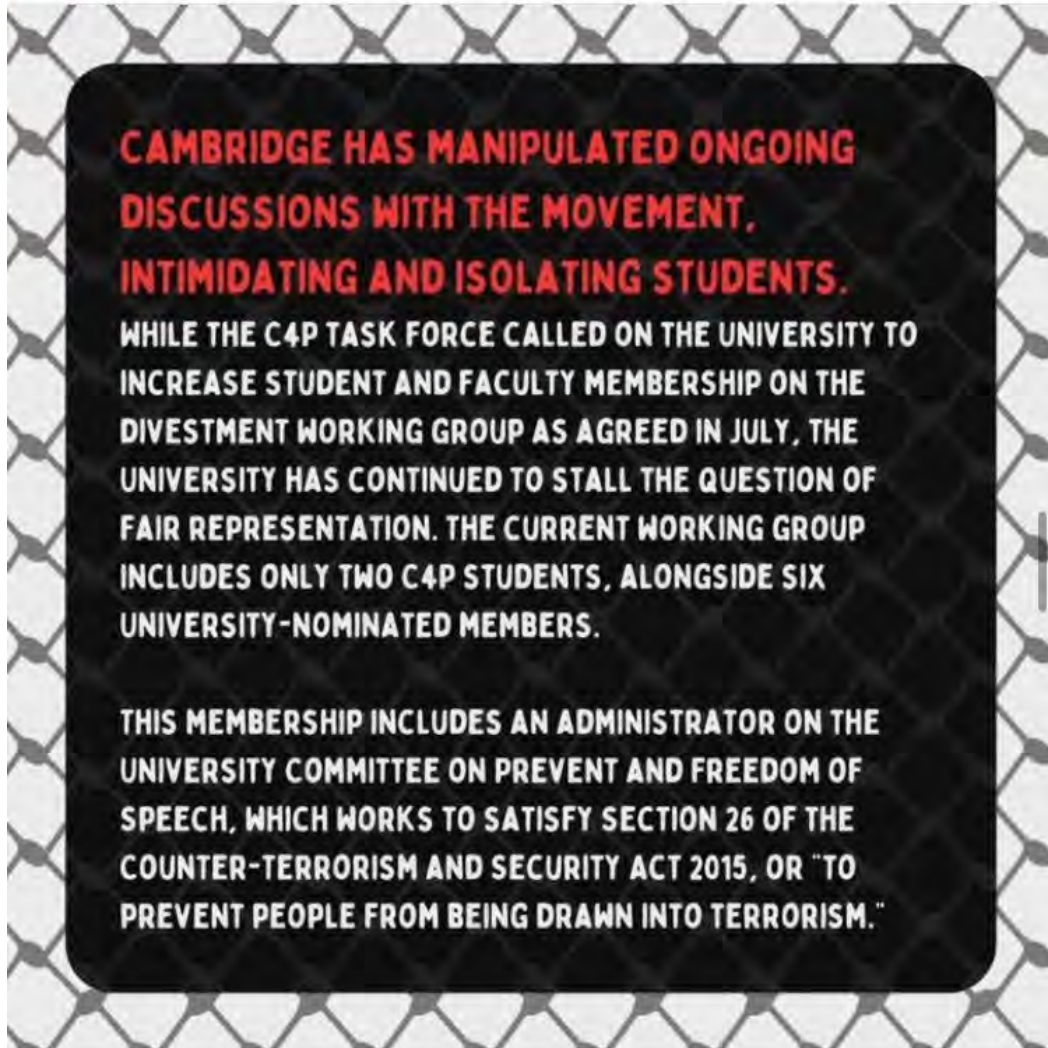 CAMBRIDGE HAS MANIPULATED ONGOING
DISCUSSIONS WITH THE MOVEMENT,
INTIMIDATING AND ISOLATING STUDENTS.
WHILE THE C4P TASK FORCE CALLED ON THE UNIVERSITY TO
INCREASE STUDENT AND FACULTY MEMBERSHIP ON THE
DIVESTMENT WORKING GROUP AS AGREED IN JULY, THE
UNIVERSITY HAS CONTINUED TO STALL THE QUESTION OF
FAIR REPRESENTATION. THE CURRENT WORKING GROUP
INCLUDES ONLY TWO C4P STUDENTS, ALONGSIDE SIX
UNIVERSITY-NOMINATED MEMBERS.
THIS MEMBERSHIP INCLUDES AN ADMINISTRATOR ON THE
UNIVERSITY COMMITTEE ON PREVENT AND FREEDOM OF
SPEECH, WHICH WORKS TO SATISFY SECTION 26 OF THE
COUNTER-TERRORISM AND SECURITY ACT 2015, OR "TO
PREVENT PEOPLE FROM BEING DRAWN INTO TERRORISM."